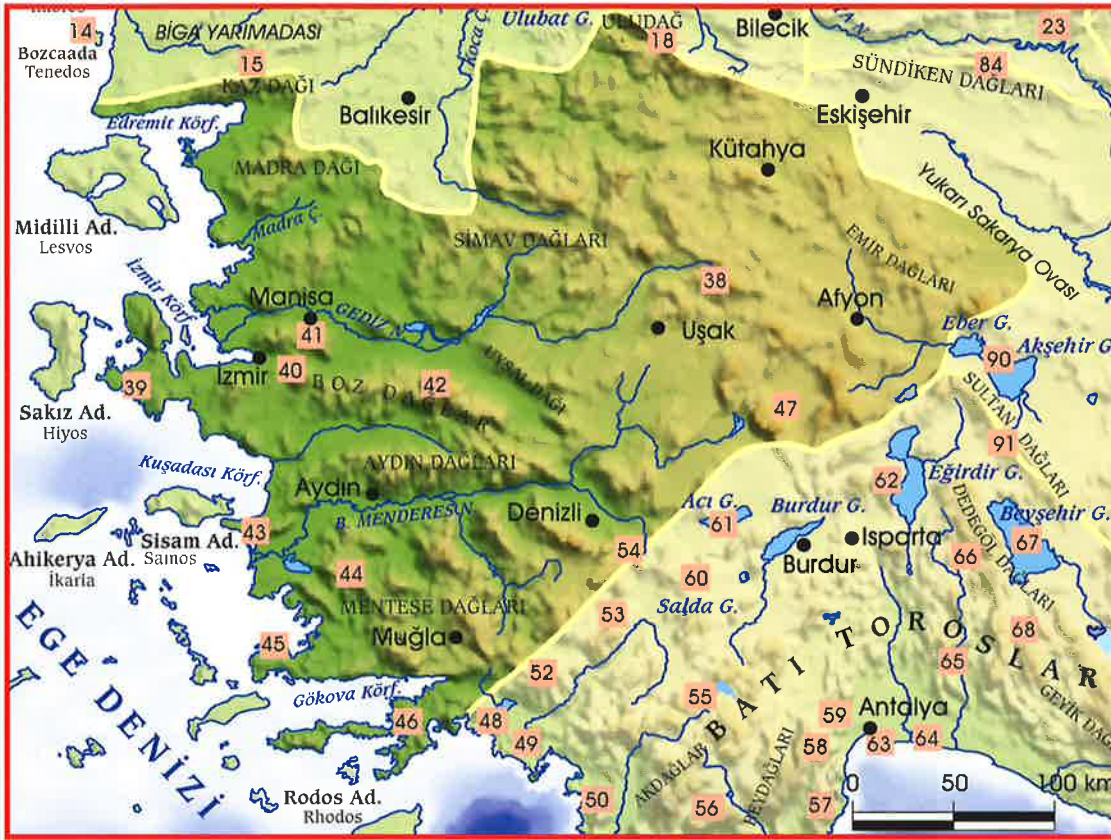 14
Bozcaada
Tenedos
BİGA YARIMADASI
15
KAZ DAĞI
Koca Ç.
Ulubat G.
ULUDAĞ
18
Bilecik
23
84
SÜNDİKEN DAĞLARI
Balıkesir
Eskişehir
Edremit Körf.
MADRA DAĞI
Kütahya
Yukarı Sakarya Ovası
Midilli Ad.
Lesvos
Madra Ç.
SİMAV DAĞLARI
EMİR DAĞLARI
İzmir Körf.
38
Manisa
GEDİZ N.
41
Uşak
Afyon
Eber G.
Akşehir G.
90
İzmir
40
BOZ DAĞLAR
42
UYSAL DAĞI
39
Sakız Ad.
Hiyos
47
SULTAN DAĞLARI
91
Kuşadası Körf.
AYDIN DAĞLARI
62
Eğirdir G.
Aydın
B. MENDERES N.
Denizli
Acı G.
61
Burdur G.
DEDEGÖL DAĞLARI
Beyşehir G.
67
43
Sisam Ad.
Samos
Ahikerya Ad.
İkaria
54
Burdur
Isparta
66
44
MENTEŞE DAĞLARI
60
Salda G.
53
EGE DENİZİ
45
Muğla
68
65
BATI TOROSLAR
52
Gökova Körf.
55
GEYİK DAĞ
46
48
49
59
Antalya
58
63
64
AKDAĞLAR
BEYDAĞLARI
50
56
57
Rodos Ad.
Rhodos
0 50 100 km